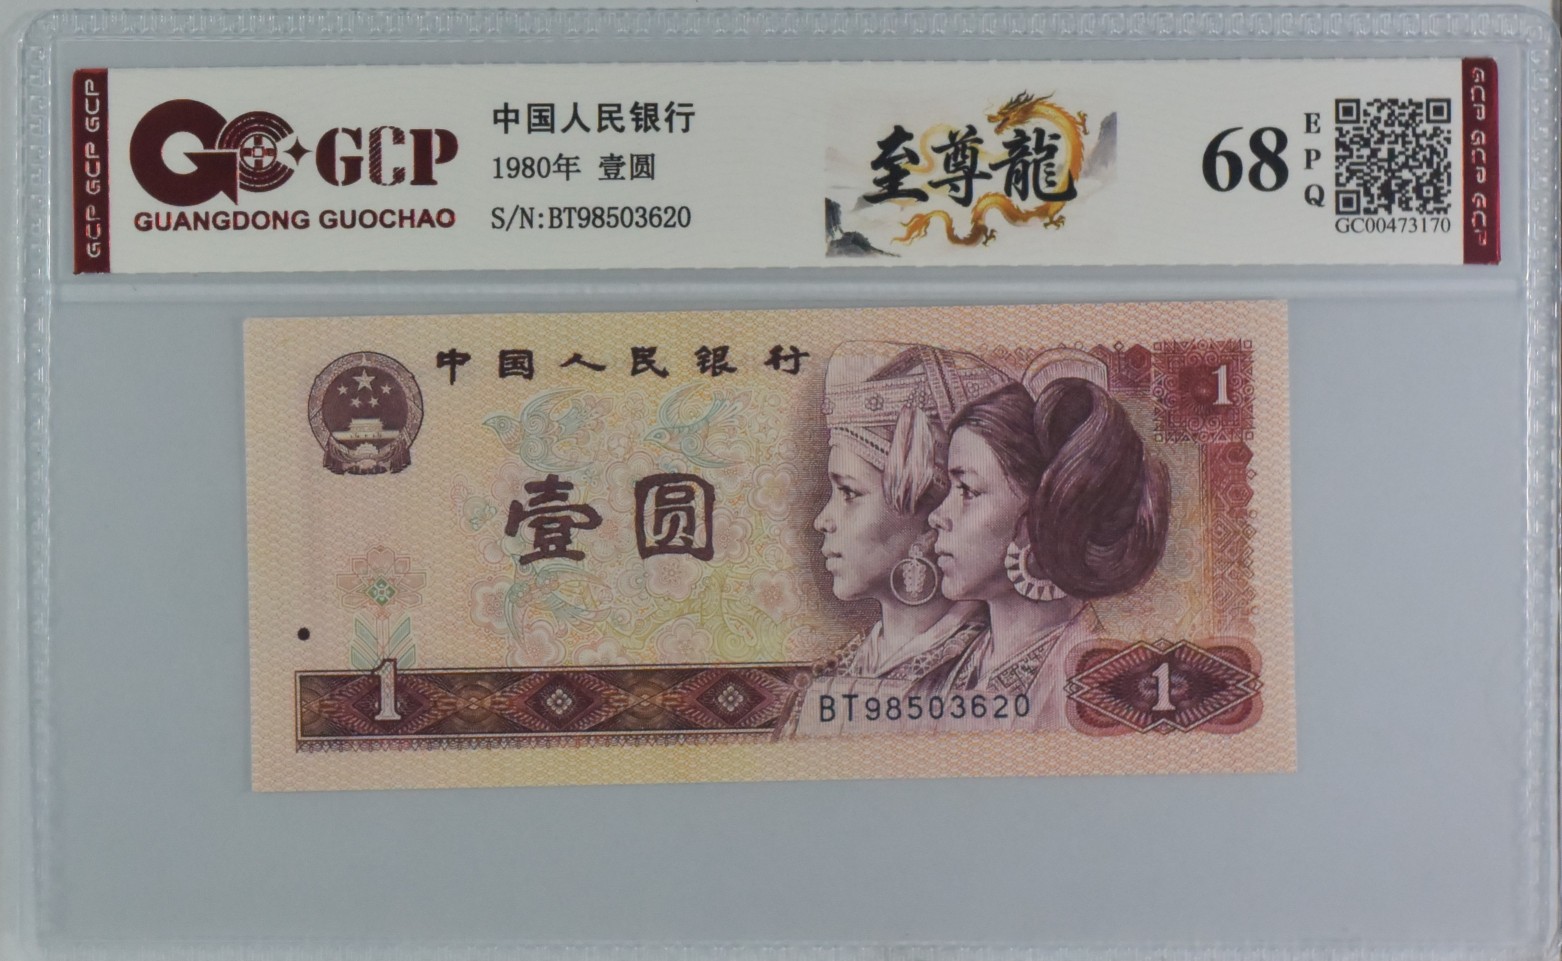 GCP GCP GCP
GCP
GUANGDONG GUOCHAO
中国人民银行
1980年 壹圆
S/N:BT98503620
至尊龍
68
EPQ
GC00473170
GCP GCP GCP
中国人民银行
1
壹圆
1
BT98503620
1